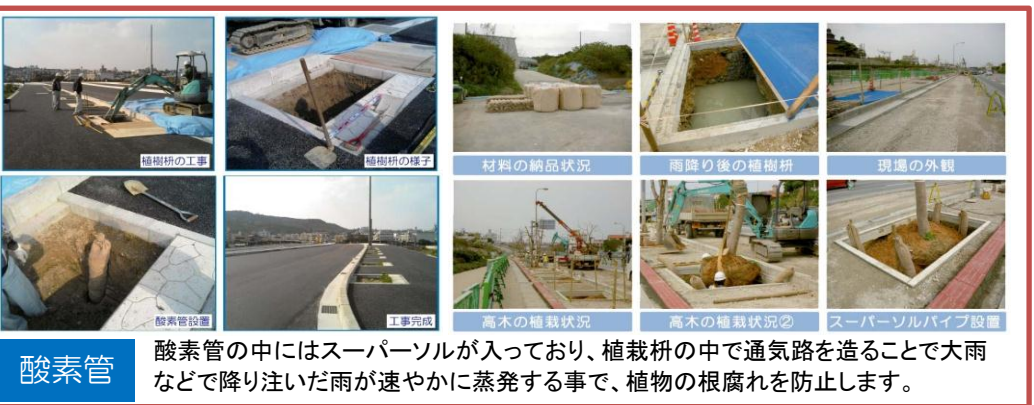 植樹枡の工事
植樹枡の様子
材料の納品状況
雨降り後の植樹枡
現場の外観
酸素管設置
工事完成
高木の植栽状況
高木の植栽状況②
スーパーソルパイプ設置
酸素管
酸素管の中にはスーパーソルが入っており、植栽枡の中で通気路を造ることで大雨
などで降り注いだ雨が速やかに蒸発する事で、植物の根腐れを防止します。